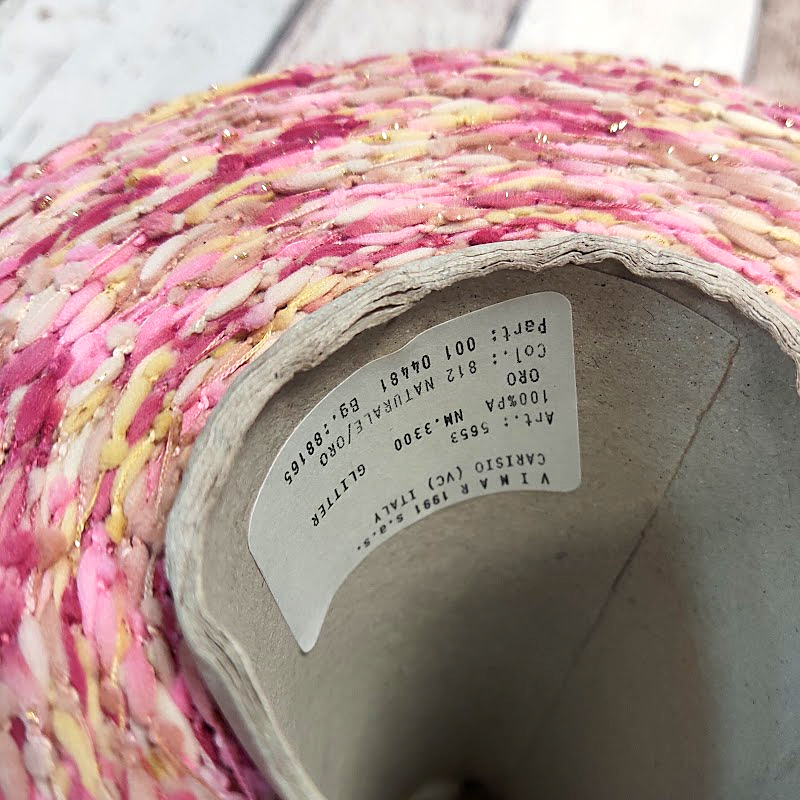 VIMAR 1991 s.a.s.
CARISIO (VC) ITALY
Art.: 5653 GLITTER
100%PA NM.3300
ORO
Col.: 812 NATURALE/ORO
Part: 001 04481 Bg.:88165